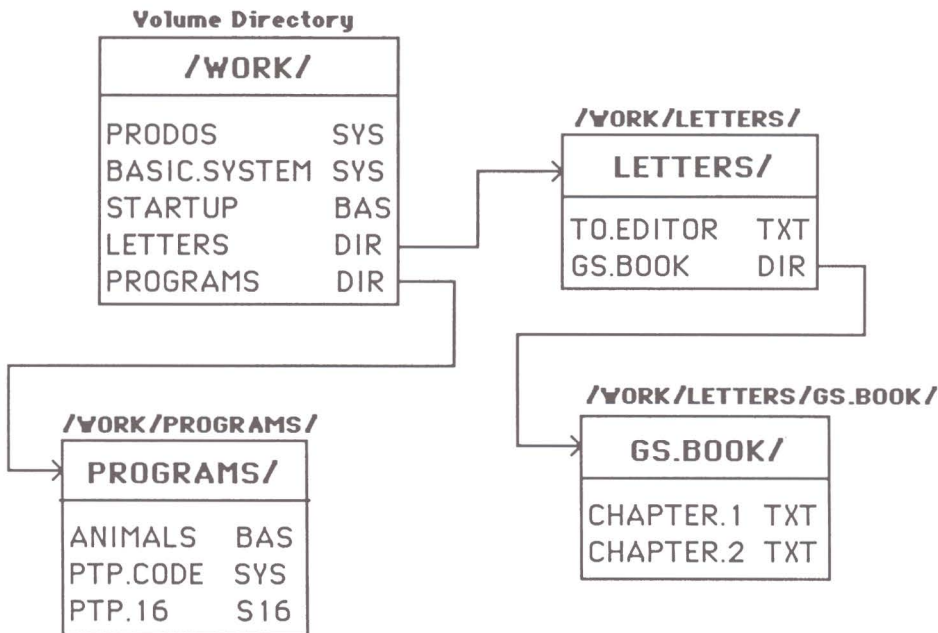 Volume Directory
/WORK/
PRODOS SYS
BASIC.SYSTEM SYS
STARTUP BAS
LETTERS DIR
PROGRAMS DIR
/WORK/LETTERS/
LETTERS/
TO.EDITOR TXT
GS.BOOK DIR
/WORK/LETTERS/GS.BOOK/
GS.BOOK/
CHAPTER.1 TXT
CHAPTER.2 TXT
/WORK/PROGRAMS/
PROGRAMS/
ANIMALS BAS
PTP.CODE SYS
PTP.16 S16